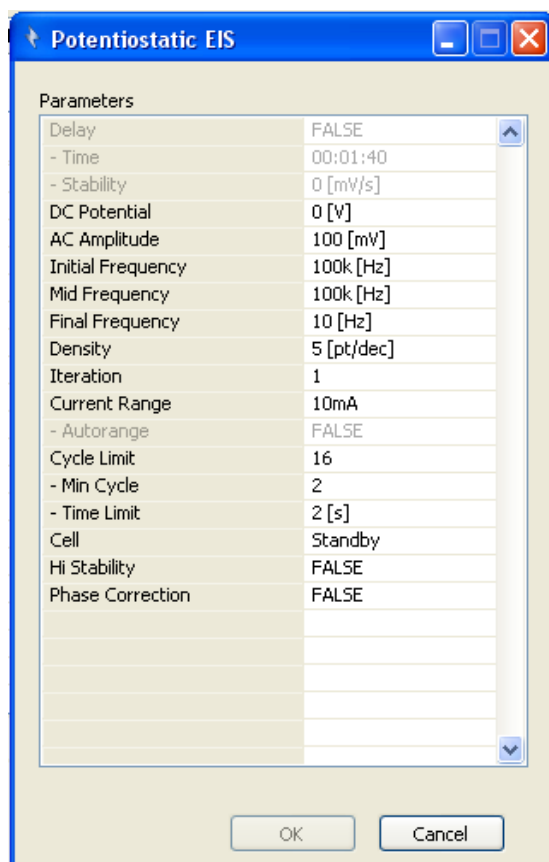 Potentiostatic EIS
Parameters
Delay FALSE
- Time 00:01:40
- Stability 0 [mV/s]
DC Potential 0 [V]
AC Amplitude 100 [mV]
Initial Frequency 100k [Hz]
Mid Frequency 100k [Hz]
Final Frequency 10 [Hz]
Density 5 [pt/dec]
Iteration 1
Current Range 10mA
- Autorange FALSE
Cycle Limit 16
- Min Cycle 2
- Time Limit 2 [s]
Cell Standby
Hi Stability FALSE
Phase Correction FALSE
OK Cancel